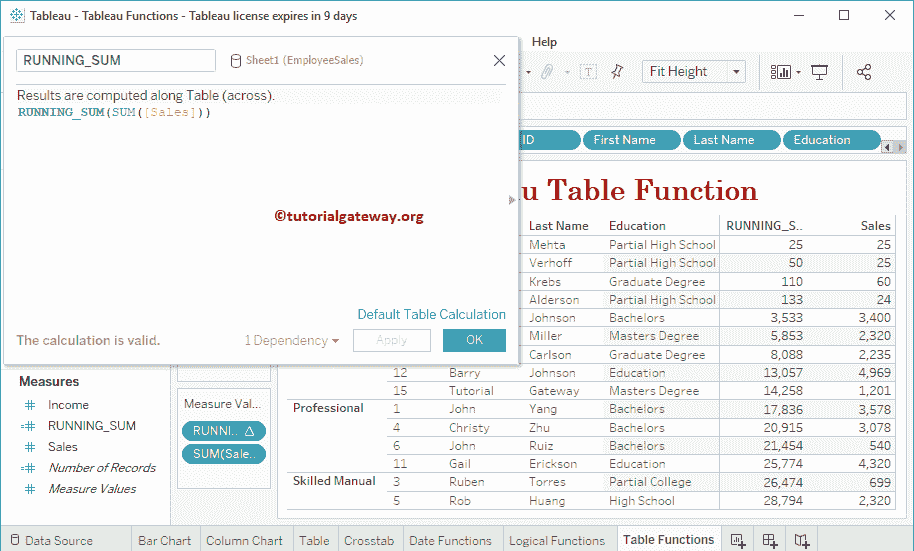 Tableau - Tableau Functions - Tableau license expires in 9 days
Help
RUNNING_SUM
Sheet1 (EmployeeSales)
Fit Height
Results are computed along Table (across).
RUNNING_SUM(SUM([Sales]))
ID First Name Last Name Education
Table Function
©tutorialgateway.org
Last Name Education RUNNING_S.. Sales
Mehta Partial High School 25 25
Verhoff Partial High School 50 25
Krebs Graduate Degree 110 60
Alderson Partial High School 133 24
Johnson Bachelors 3,533 3,400
Miller Masters Degree 5,853 2,320
Carlson Graduate Degree 8,088 2,235
12 Barry Johnson Education 13,057 4,969
15 Tutorial Gateway Masters Degree 14,258 1,201
Professional 1 John Yang Bachelors 17,836 3,578
4 Christy Zhu Bachelors 20,915 3,078
6 John Ruiz Bachelors 21,454 540
11 Gail Erickson Education 25,774 4,320
Skilled Manual 3 Ruben Torres Partial College 26,474 699
5 Rob Huang High School 28,794 2,320
Default Table Calculation
The calculation is valid.
1 Dependency
Apply
OK
Measures
Income
RUNNING_SUM
Sales
Number of Records
Measure Values
Measure Val...
RUNNI..
SUM(Sale..
Data Source Bar Chart Column Chart Table Crosstab Date Functions Logical Functions Table Functions